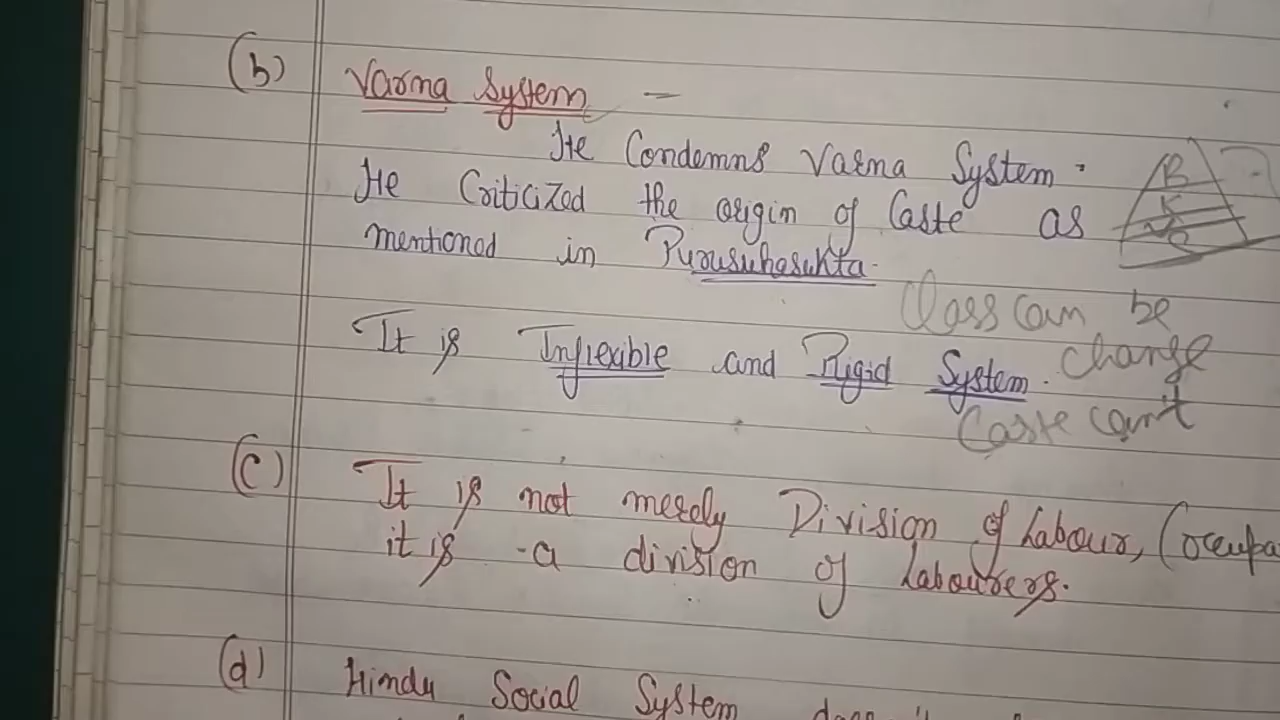 (b) Varna System –
He Condemns Varna System.
He Criticized the origin of Caste as
mentioned in Purusuhasukta.
B
K
Class can be
change
It is Inflexible and Rigid System.
Caste can't
(c) It is not merely Division of Labour, (occupa
it is a division of Labourers.
(d) Hindu Social System